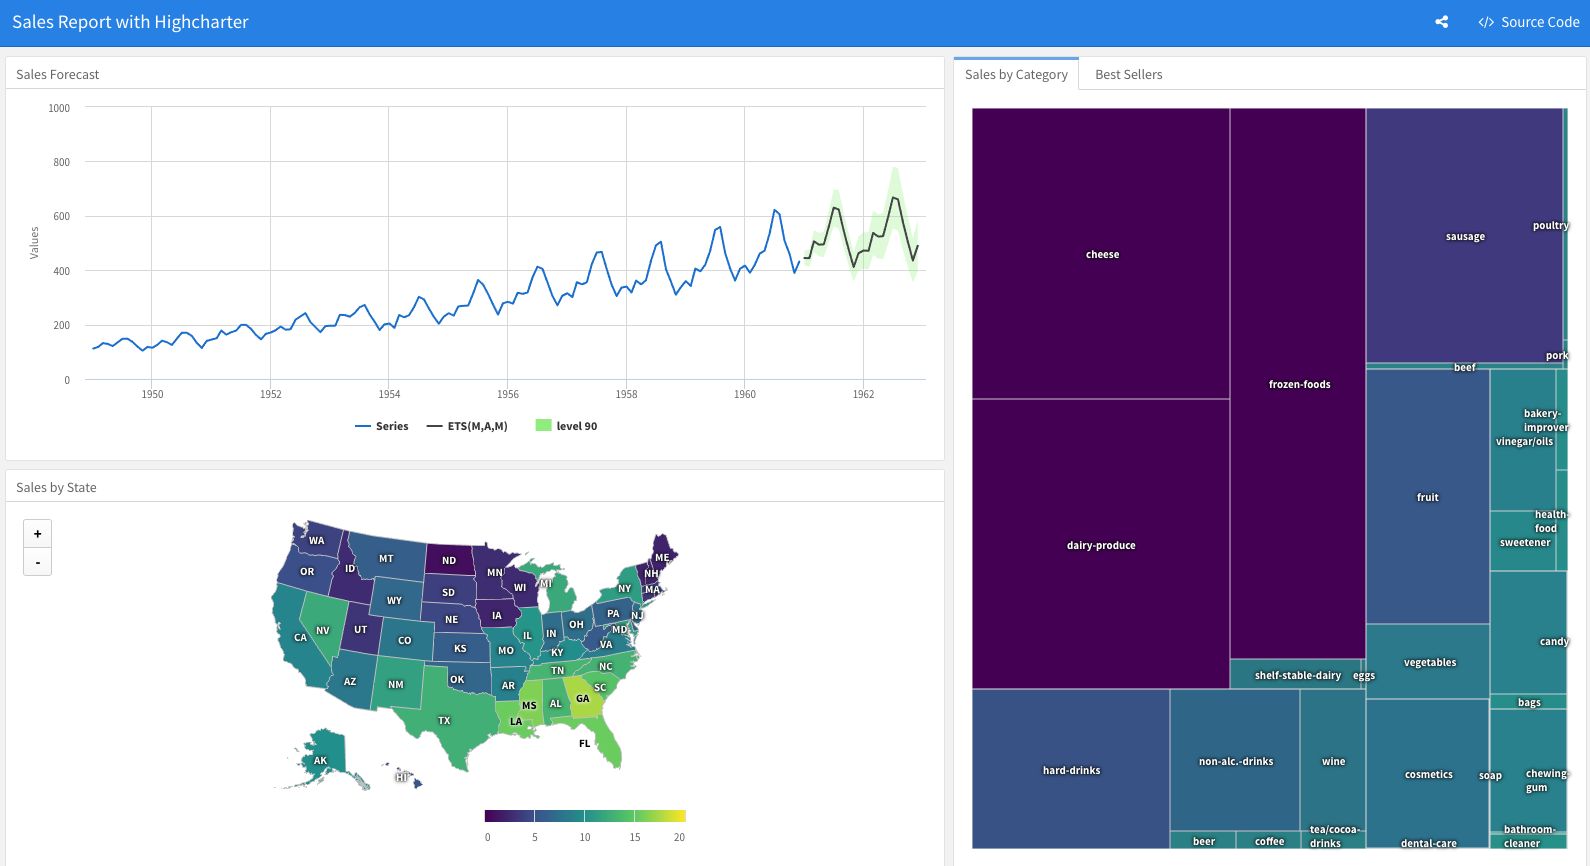 Sales Report with Highcharter
Source Code
Sales Forecast
1000
800
600
400
200
0
Values
1950
1952
1954
1956
1958
1960
1962
Series
ETS(M,A,M)
level 90
Sales by State
+
-
WA
OR
ID
MT
ND
MN
WI
MI
ME
NH
MA
NY
SD
WY
NE
IA
PA
NJ
OH
IN
IL
MD
VA
CA
NV
UT
CO
KS
MO
KY
AZ
NM
OK
AR
TN
NC
SC
MS
AL
GA
TX
LA
FL
AK
HI
0
5
10
15
20
Sales by Category
Best Sellers
cheese
dairy-produce
frozen-foods
shelf-stable-dairy
eggs
sausage
poultry
pork
beef
fruit
vegetables
bakery-
improver
vinegar/oils
health-
food
sweetener
candy
bags
hard-drinks
non-alc.-drinks
wine
beer
coffee
tea/cocoa-
drinks
cosmetics
soap
chewing-
gum
dental-care
bathroom-
cleaner